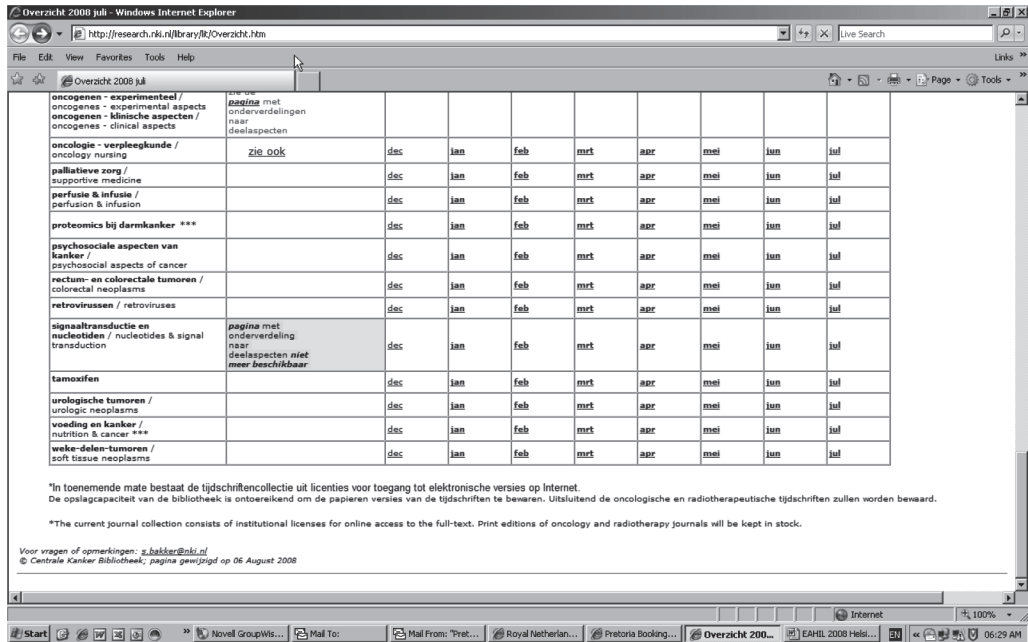 Overzicht 2008 juli - Windows Internet Explorer
http://research.nki.nl/library/lit/Overzicht.htm
Live Search
File Edit View Favorites Tools Help
Links »
Overzicht 2008 juli
Page Tools »
oncogenen - experimenteel /
oncogenes - experimental aspects
oncogenen - klinische aspecten /
oncogenes - clinical aspects
zie de
pagina met
onderverdelingen
naar
deelaspecten
oncologie - verpleegkunde /
oncology nursing
zie ook
dec jan feb mrt apr mei jun jul
palliatieve zorg /
supportive medicine
dec jan feb mrt apr mei jun jul
perfusie & infusie /
perfusion & infusion
dec jan feb mrt apr mei jun jul
proteomics bij darmkanker ***
dec jan feb mrt apr mei jun jul
psychosociale aspecten van
kanker /
psychosocial aspects of cancer
dec jan feb mrt apr mei jun jul
rectum- en colorectale tumoren /
colorectal neoplasms
dec jan feb mrt apr mei jun jul
retrovirussen / retroviruses
dec jan feb mrt apr mei jun jul
signaaltransductie en
nucleotiden / nucleotides & signal
transduction
pagina met
onderverdeling
naar
deelaspecten niet
meer beschikbaar
dec jan feb mrt apr mei jun jul
tamoxifen
dec jan feb mrt apr mei jun jul
urologische tumoren /
urologic neoplasms
dec jan feb mrt apr mei jun jul
voeding en kanker /
nutrition & cancer ***
dec jan feb mrt apr mei jun jul
weke-delen-tumoren /
soft tissue neoplasms
dec jan feb mrt apr mei jun jul
*In toenemende mate bestaat de tijdschriftencollectie uit licenties voor toegang tot elektronische versies op Internet.
De opslagcapaciteit van de bibliotheek is ontoereikend om de papieren versies van de tijdschriften te bewaren. Uitsluitend de oncologische en radiotherapeutische tijdschriften zullen worden bewaard.
*The current journal collection consists of institutional licenses for online access to the full-text. Print editions of oncology and radiotherapy journals will be kept in stock.
Voor vragen of opmerkingen: s.bakker@nki.nl
© Centrale Kanker Bibliotheek; pagina gewijzigd op 06 August 2008
Internet 100%
Start » Novell GroupWis... Mail To: Mail From: "Pret... Royal Netherlan... Pretoria Booking... Overzicht 200... EAHIL 2008 Helsi... EN « 06:29 AM